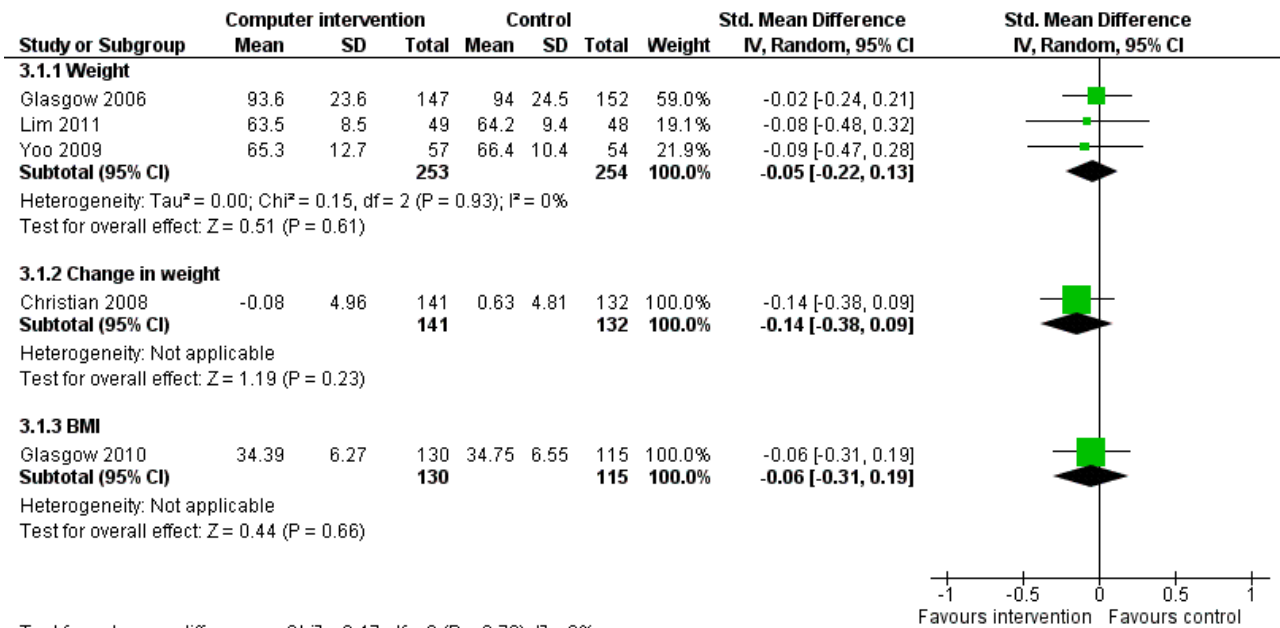 Computer intervention Control Std. Mean Difference Std. Mean Difference
Study or Subgroup Mean SD Total Mean SD Total Weight IV, Random, 95% CI IV, Random, 95% CI
3.1.1 Weight
Glasgow 2006 93.6 23.6 147 94 24.5 152 59.0% -0.02 [-0.24, 0.21]
Lim 2011 63.5 8.5 49 64.2 9.4 48 19.1% -0.08 [-0.48, 0.32]
Yoo 2009 65.3 12.7 57 66.4 10.4 54 21.9% -0.09 [-0.47, 0.28]
Subtotal (95% CI) 253 254 100.0% -0.05 [-0.22, 0.13]
Heterogeneity: Tau² = 0.00; Chi² = 0.15, df = 2 (P = 0.93); I² = 0%
Test for overall effect: Z = 0.51 (P = 0.61)
3.1.2 Change in weight
Christian 2008 -0.08 4.96 141 0.63 4.81 132 100.0% -0.14 [-0.38, 0.09]
Subtotal (95% CI) 141 132 100.0% -0.14 [-0.38, 0.09]
Heterogeneity: Not applicable
Test for overall effect: Z = 1.19 (P = 0.23)
3.1.3 BMI
Glasgow 2010 34.39 6.27 130 34.75 6.55 115 100.0% -0.06 [-0.31, 0.19]
Subtotal (95% CI) 130 115 100.0% -0.06 [-0.31, 0.19]
Heterogeneity: Not applicable
Test for overall effect: Z = 0.44 (P = 0.66)
-1 -0.5 0 0.5 1
Favours intervention Favours control